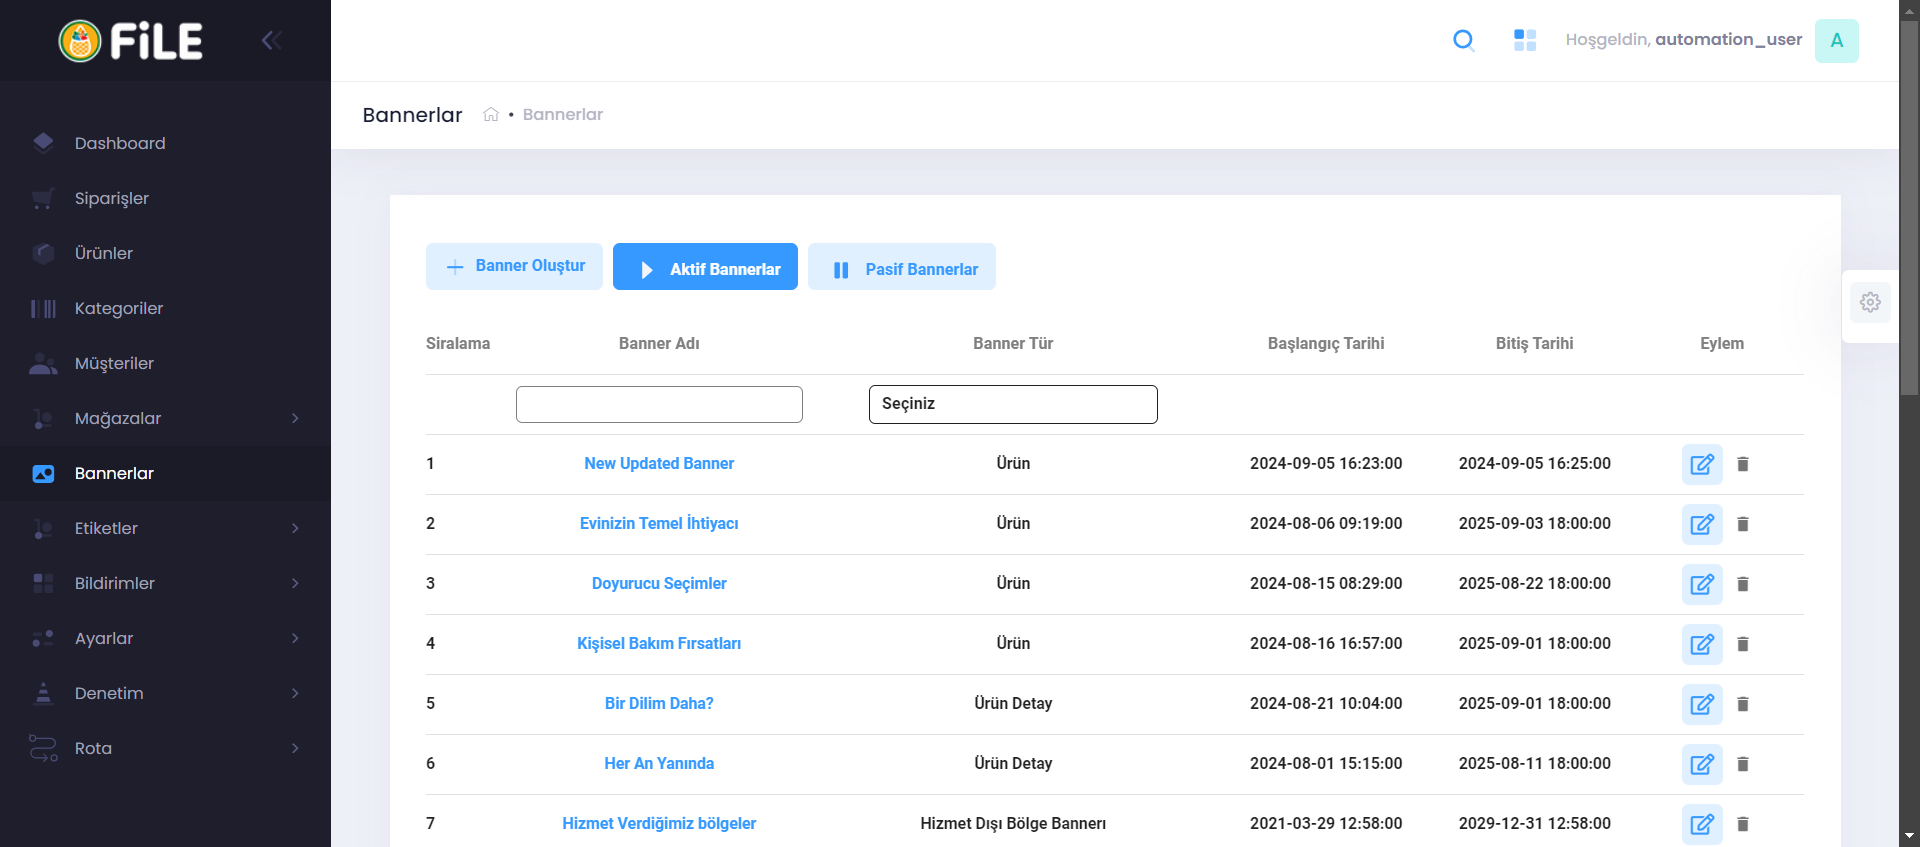 FiLE
Hoşgeldin, automation_user
A
Bannerlar
• Bannerlar
Dashboard
Siparişler
Ürünler
Kategoriler
Müşteriler
Mağazalar
Bannerlar
Etiketler
Bildirimler
Ayarlar
Denetim
Rota
Banner Oluştur
Aktif Bannerlar
Pasif Bannerlar
Siralama Banner Adı Banner Tür Başlangıç Tarihi Bitiş Tarihi Eylem
Seçiniz
1 New Updated Banner Ürün 2024-09-05 16:23:00 2024-09-05 16:25:00
2 Evinizin Temel İhtiyacı Ürün 2024-08-06 09:19:00 2025-09-03 18:00:00
3 Doyurucu Seçimler Ürün 2024-08-15 08:29:00 2025-08-22 18:00:00
4 Kişisel Bakım Fırsatları Ürün 2024-08-16 16:57:00 2025-09-01 18:00:00
5 Bir Dilim Daha? Ürün Detay 2024-08-21 10:04:00 2025-09-01 18:00:00
6 Her An Yanında Ürün Detay 2024-08-01 15:15:00 2025-08-11 18:00:00
7 Hizmet Verdiğimiz bölgeler Hizmet Dışı Bölge Bannerı 2021-03-29 12:58:00 2029-12-31 12:58:00